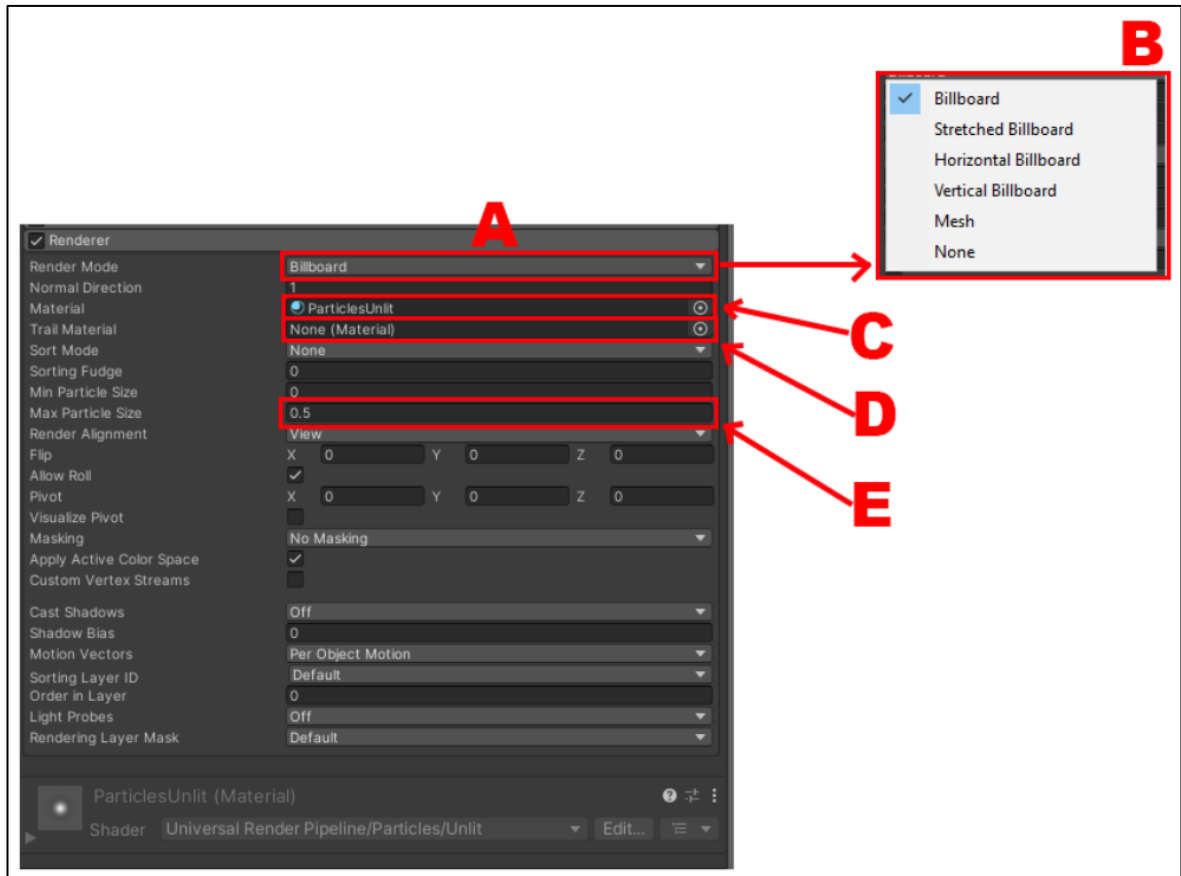 B
Billboard
Stretched Billboard
Horizontal Billboard
Vertical Billboard
Mesh
None
A
Renderer
Render Mode Billboard
Normal Direction 1
Material ParticlesUnlit
Trail Material None (Material)
Sort Mode None
Sorting Fudge 0
Min Particle Size 0
Max Particle Size 0.5
Render Alignment View
Flip X 0 Y 0 Z 0
Allow Roll
Pivot X 0 Y 0 Z 0
Visualize Pivot
Masking No Masking
Apply Active Color Space
Custom Vertex Streams
Cast Shadows Off
Shadow Bias 0
Motion Vectors Per Object Motion
Sorting Layer ID Default
Order in Layer 0
Light Probes Off
Rendering Layer Mask Default
ParticlesUnlit (Material)
Shader Universal Render Pipeline/Particles/Unlit Edit...
C
D
E